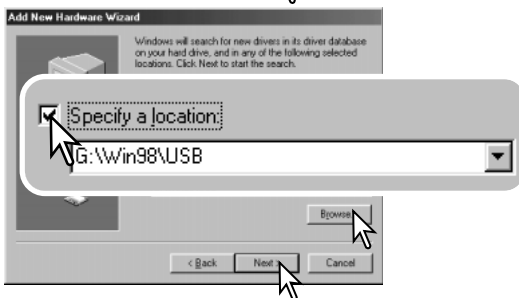 Add New Hardware Wizard
Windows will search for new drivers in its driver database
on your hard drive, and in any of the following selected
locations. Click Next to start the search.
Specify a location:
G:\Win98\USB
Browse
< Back Next > Cancel